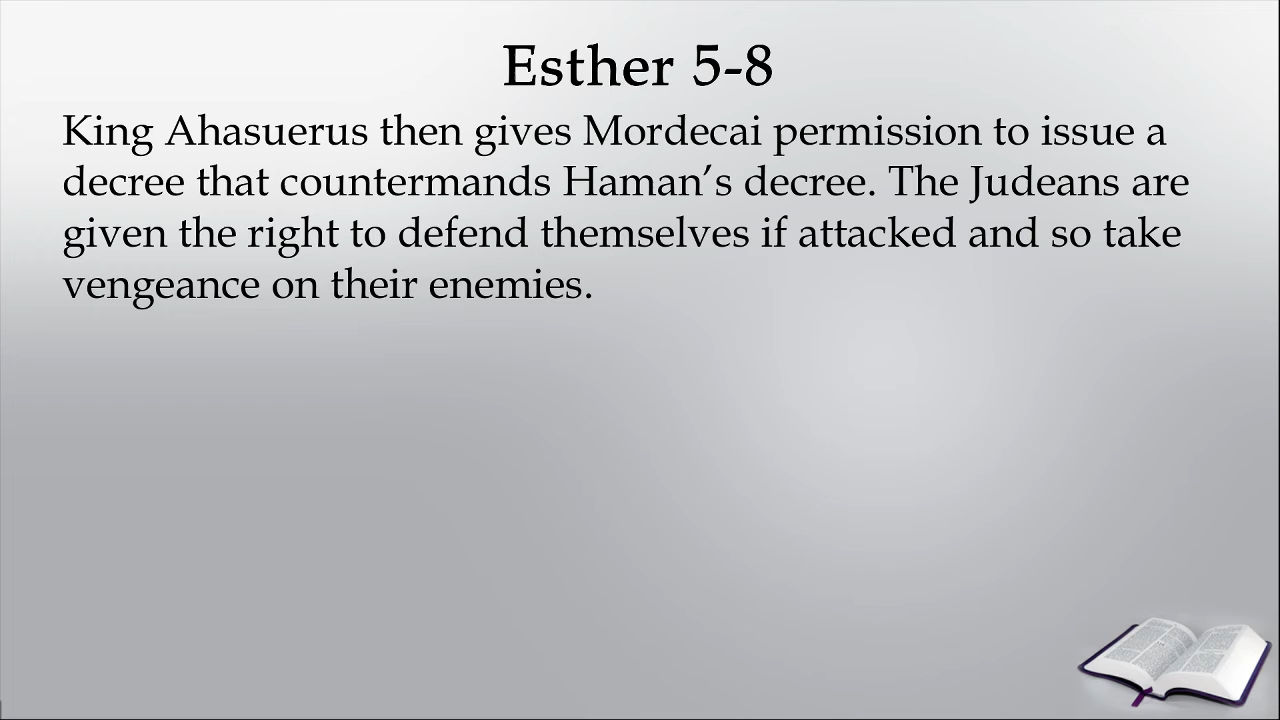 Esther 5-8
King Ahasuerus then gives Mordecai permission to issue a
decree that countermands Haman’s decree. The Judeans are
given the right to defend themselves if attacked and so take
vengeance on their enemies.